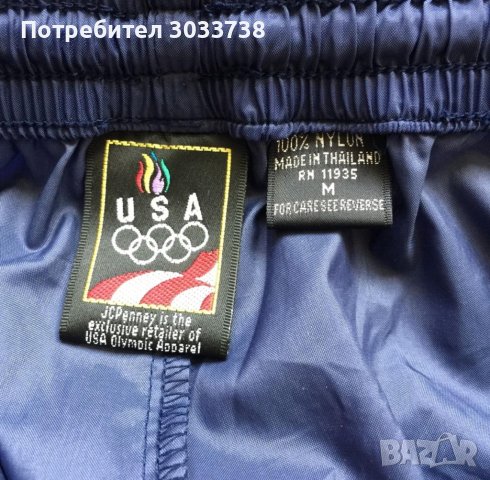 Потребител 3033738
USA
JCPenney is the
exclusive retailer of
USA Olympic Apparel
100% NYLON
MADE IN THAILAND
RN 11935
M
FOR CARE SEE REVERSE
BAZAR